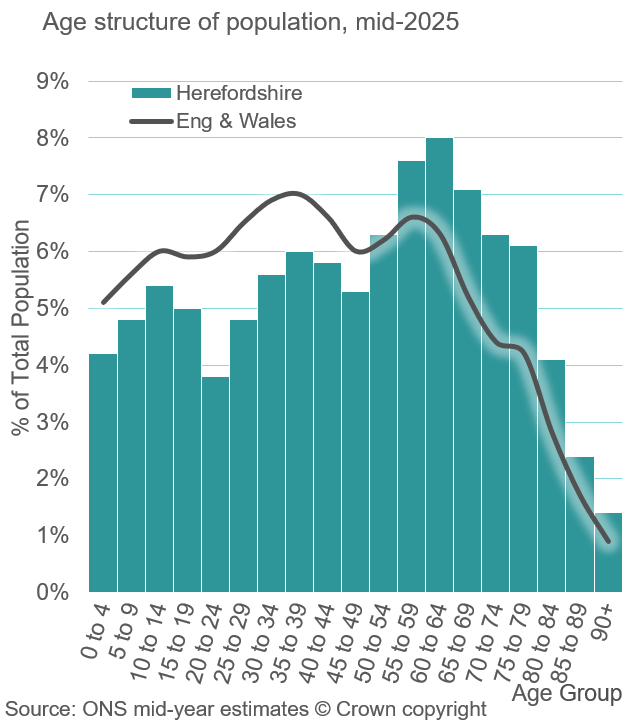 Age structure of population, mid-2025
9%
Herefordshire
Eng & Wales
8%
7%
6%
5%
4%
3%
2%
1%
0%
% of Total Population
0 to 4
5 to 9
10 to 14
15 to 19
20 to 24
25 to 29
30 to 34
35 to 39
40 to 44
45 to 49
50 to 54
55 to 59
60 to 64
65 to 69
70 to 74
75 to 79
80 to 84
85 to 89
90+
Age Group
Source: ONS mid-year estimates © Crown copyright